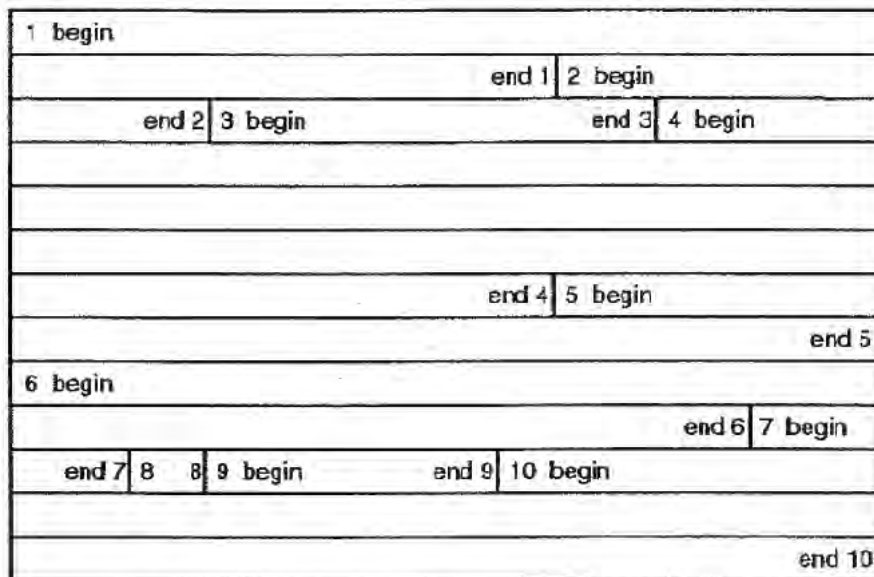 1 begin
end 1 2 begin
end 2 3 begin end 3 4 begin
end 4 5 begin
end 5
6 begin
end 6 7 begin
end 7 8 8 9 begin end 9 10 begin
end 10